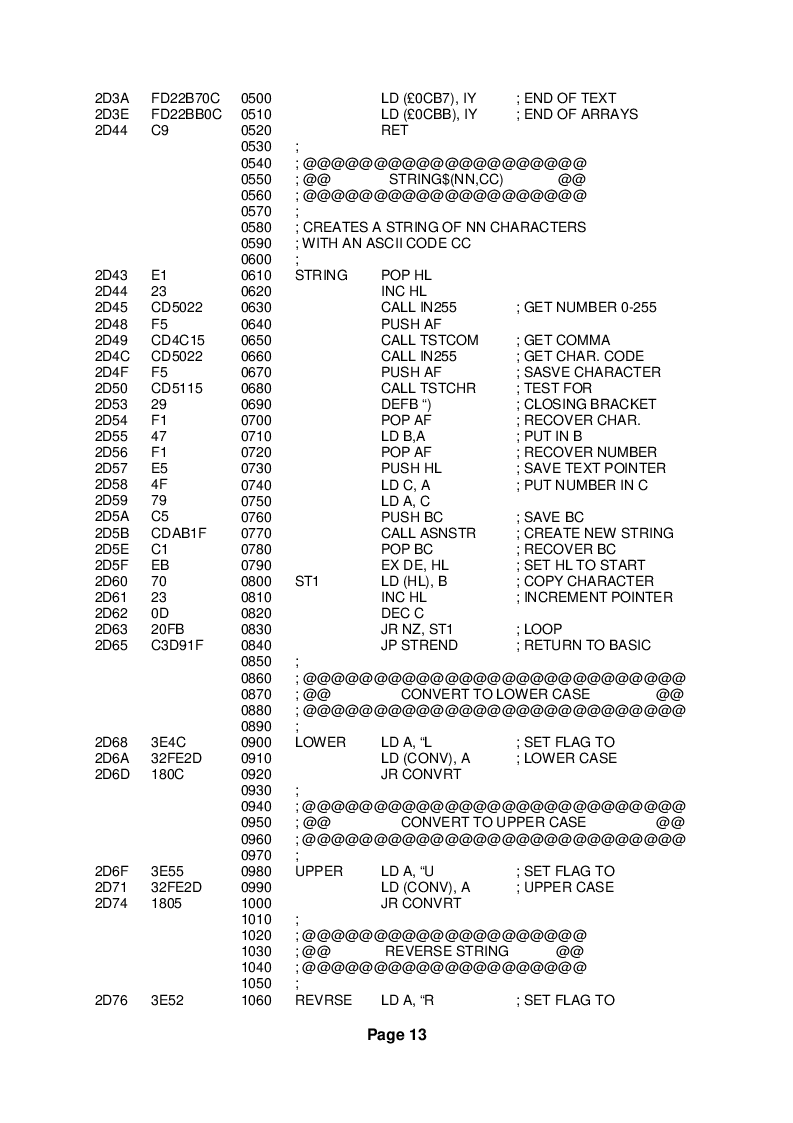 2D3A FD22B70C 0500 LD (£0CB7), IY ; END OF TEXT
2D3E FD22BB0C 0510 LD (£0CBB), IY ; END OF ARRAYS
2D44 C9 0520 RET
0530 ;
0540 ; @@@@@@@@@@@@@@@@@@@@
0550 ; @@ STRING$(NN,CC) @@
0560 ; @@@@@@@@@@@@@@@@@@@@
0570 ;
0580 ; CREATES A STRING OF NN CHARACTERS
0590 ; WITH AN ASCII CODE CC
0600 ;
2D43 E1 0610 STRING POP HL
2D44 23 0620 INC HL
2D45 CD5022 0630 CALL IN255 ; GET NUMBER 0-255
2D48 F5 0640 PUSH AF
2D49 CD4C15 0650 CALL TSTCOM ; GET COMMA
2D4C CD5022 0660 CALL IN255 ; GET CHAR. CODE
2D4F F5 0670 PUSH AF ; SASVE CHARACTER
2D50 CD5115 0680 CALL TSTCHR ; TEST FOR
2D53 29 0690 DEFB “) ; CLOSING BRACKET
2D54 F1 0700 POP AF ; RECOVER CHAR.
2D55 47 0710 LD B,A ; PUT IN B
2D56 F1 0720 POP AF ; RECOVER NUMBER
2D57 E5 0730 PUSH HL ; SAVE TEXT POINTER
2D58 4F 0740 LD C, A ; PUT NUMBER IN C
2D59 79 0750 LD A, C
2D5A C5 0760 PUSH BC ; SAVE BC
2D5B CDAB1F 0770 CALL ASNSTR ; CREATE NEW STRING
2D5E C1 0780 POP BC ; RECOVER BC
2D5F EB 0790 EX DE, HL ; SET HL TO START
2D60 70 0800 ST1 LD (HL), B ; COPY CHARACTER
2D61 23 0810 INC HL ; INCREMENT POINTER
2D62 0D 0820 DEC C
2D63 20FB 0830 JR NZ, ST1 ; LOOP
2D65 C3D91F 0840 JP STREND ; RETURN TO BASIC
0850 ;
0860 ; @@@@@@@@@@@@@@@@@@@@@@@@@@@
0870 ; @@ CONVERT TO LOWER CASE @@
0880 ; @@@@@@@@@@@@@@@@@@@@@@@@@@@
0890 ;
2D68 3E4C 0900 LOWER LD A, “L ; SET FLAG TO
2D6A 32FE2D 0910 LD (CONV), A ; LOWER CASE
2D6D 180C 0920 JR CONVRT
0930 ;
0940 ; @@@@@@@@@@@@@@@@@@@@@@@@@@@
0950 ; @@ CONVERT TO UPPER CASE @@
0960 ; @@@@@@@@@@@@@@@@@@@@@@@@@@@
0970 ;
2D6F 3E55 0980 UPPER LD A, “U ; SET FLAG TO
2D71 32FE2D 0990 LD (CONV), A ; UPPER CASE
2D74 1805 1000 JR CONVRT
1010 ;
1020 ; @@@@@@@@@@@@@@@@@@@@
1030 ; @@ REVERSE STRING @@
1040 ; @@@@@@@@@@@@@@@@@@@@
1050 ;
2D76 3E52 1060 REVRSE LD A, “R ; SET FLAG TO
Page 13